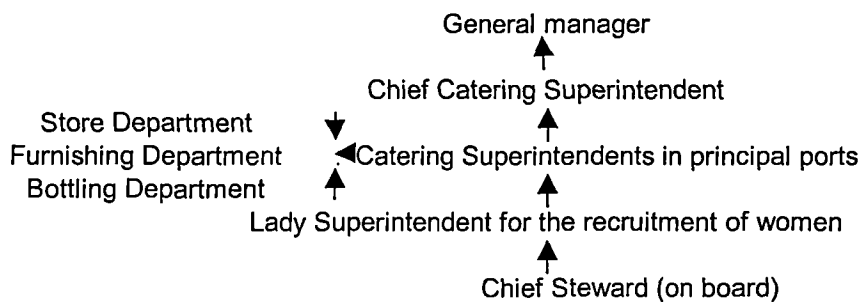 General manager
Chief Catering Superintendent
Store Department
Furnishing Department
Catering Superintendents in principal ports
Bottling Department
Lady Superintendent for the recruitment of women
Chief Steward (on board)